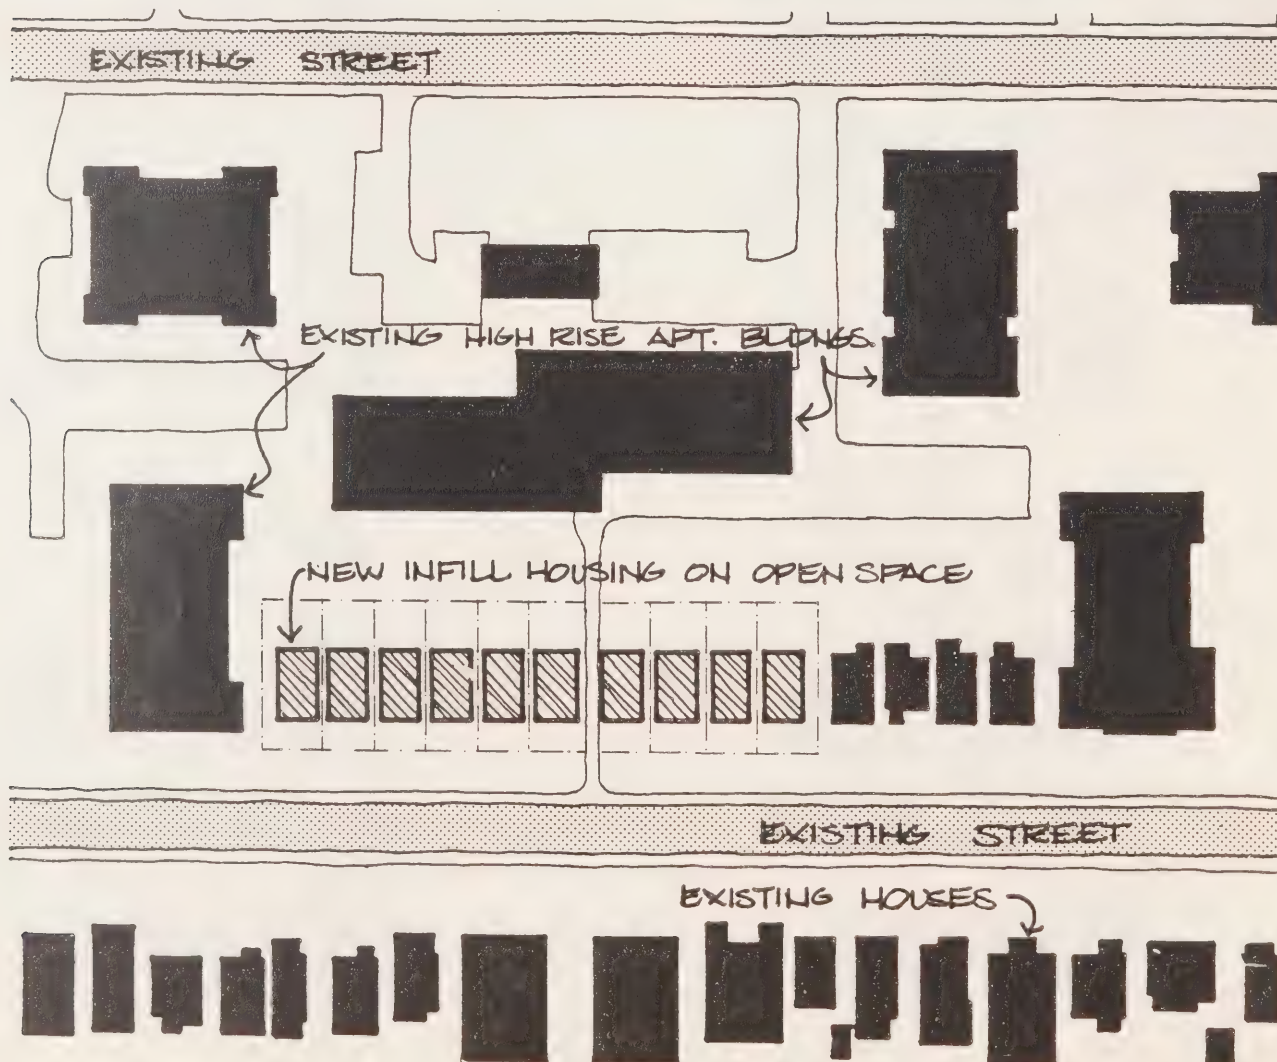 EXISTING STREET
EXISTING HIGH RISE APT. BLDNGS.
NEW INFILL HOUSING ON OPEN SPACE
EXISTING STREET
EXISTING HOUSES